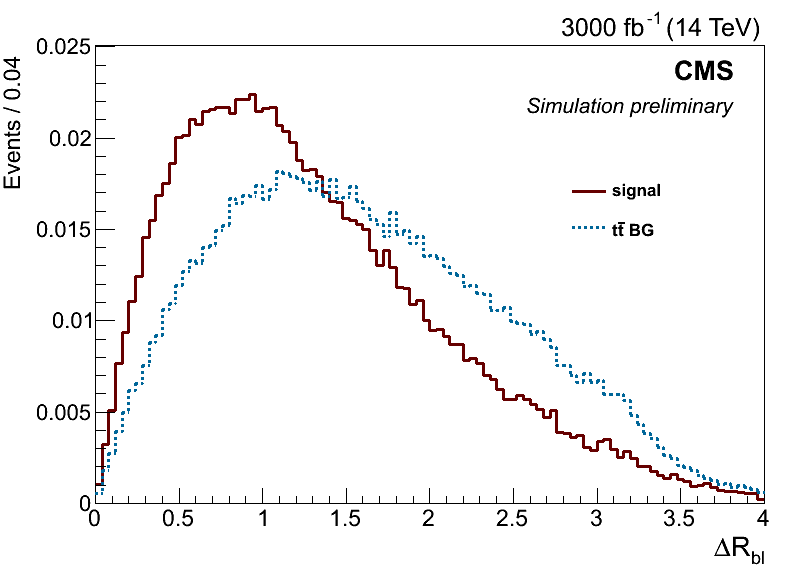 3000 fb⁻¹ (14 TeV)
Events / 0.04
0.025
0.02
0.015
0.01
0.005
0
CMS
Simulation preliminary
signal
tt̄ BG
0 0.5 1 1.5 2 2.5 3 3.5 4
ΔR_bl